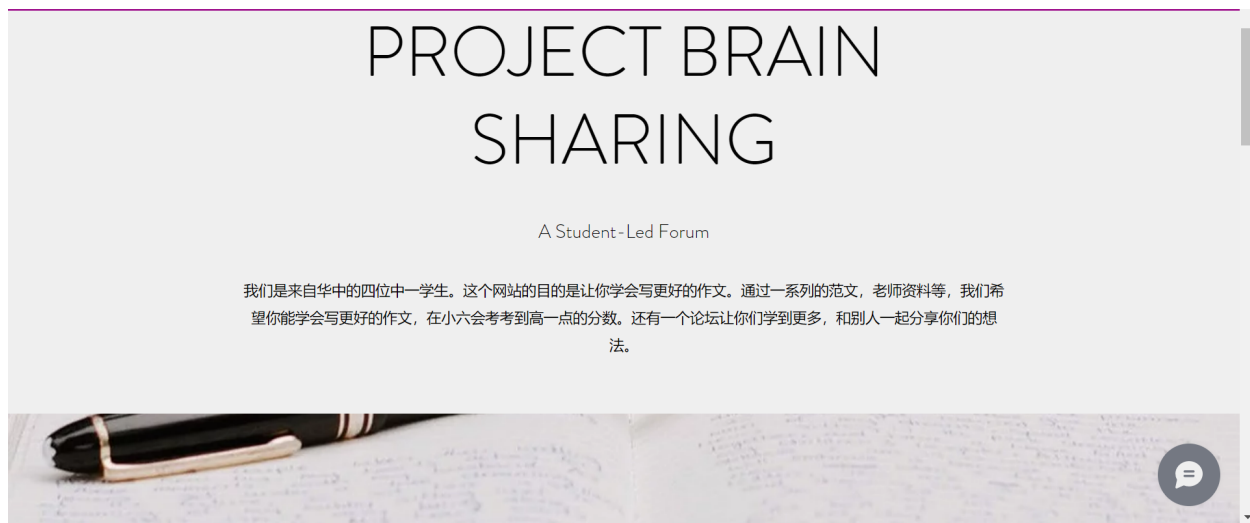 PROJECT BRAIN
SHARING
A Student-Led Forum
我们是来自华中的四位中一学生。这个网站的目的是让你学会写更好的作文。通过一系列的范文，老师资料等，我们希
望你能学会写更好的作文，在小六会考考到高一点的分数。还有一个论坛让你们学到更多，和别人一起分享你们的想
法。